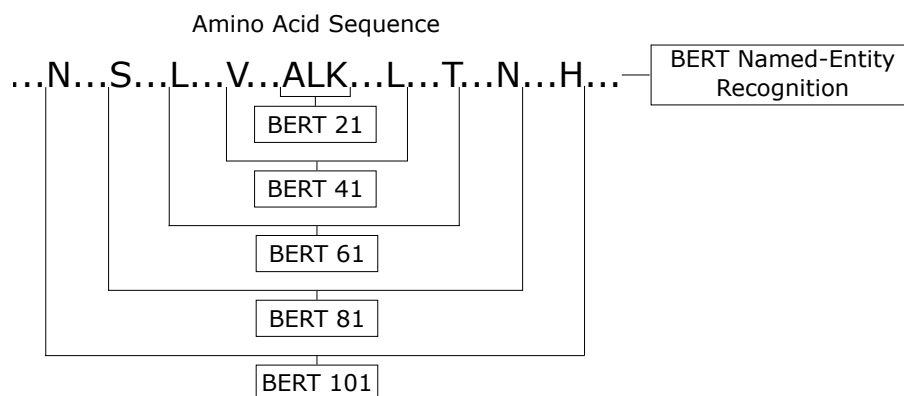 Amino Acid Sequence
...N...S...L...V...ALK...L...T...N...H...
BERT Named-Entity
Recognition
BERT 21
BERT 41
BERT 61
BERT 81
BERT 101